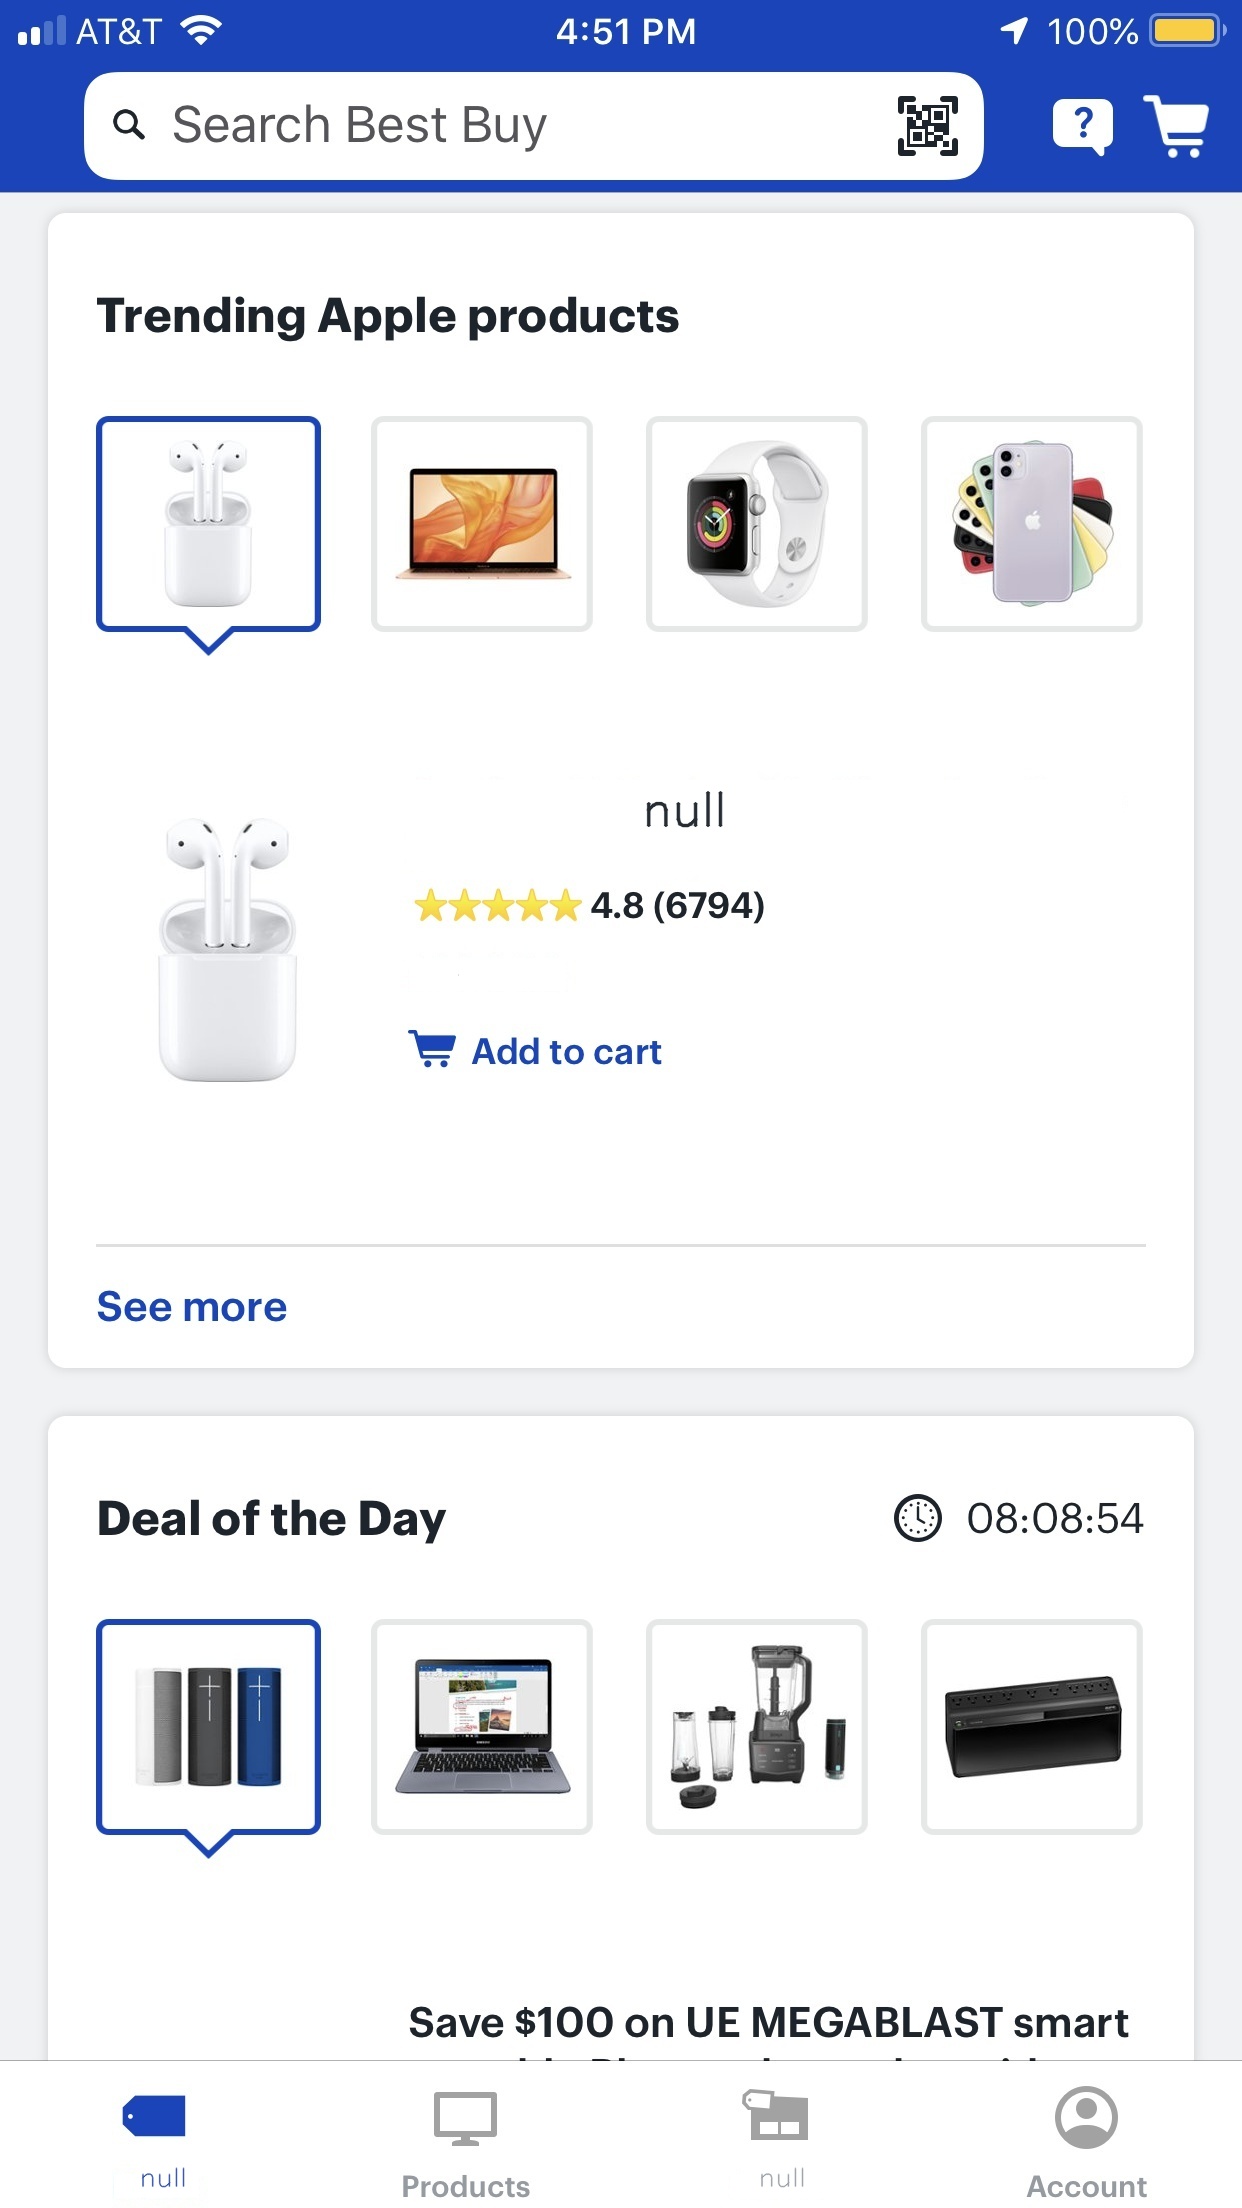 AT&T 4:51 PM 100%
Search Best Buy
Trending Apple products
null
4.8 (6794)
Add to cart
See more
Deal of the Day 08:08:54
Save $100 on UE MEGABLAST smart
null Products null Account